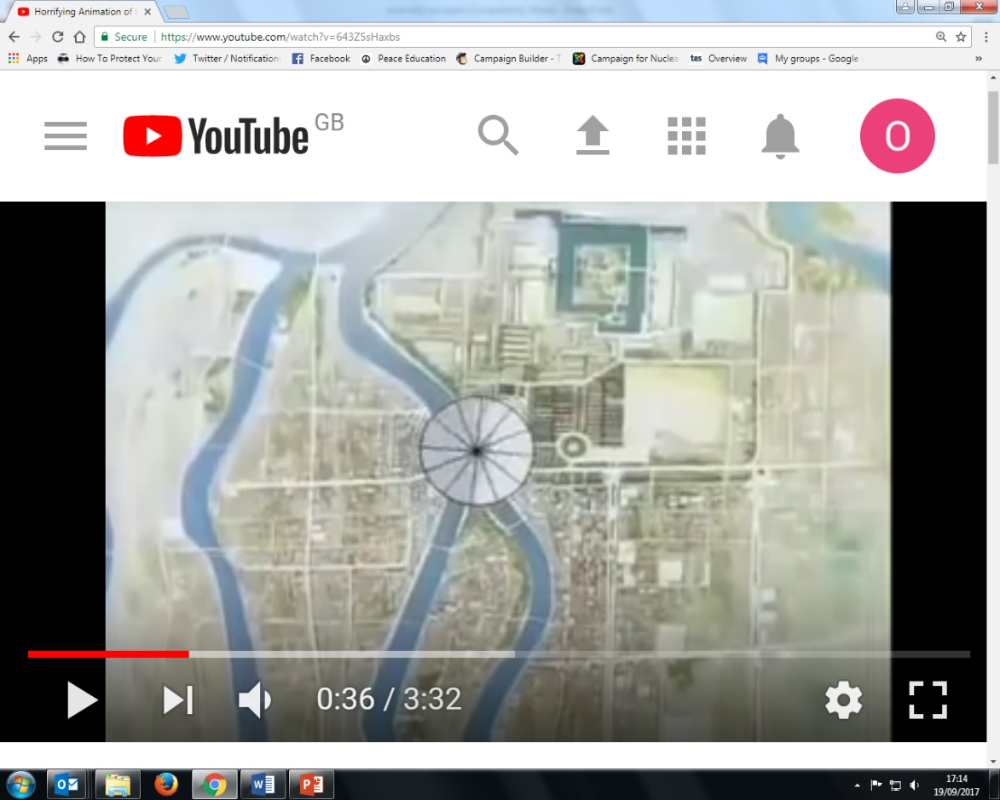 Horrifying Animation of
Secure | https://www.youtube.com/watch?v=643Z5sHaxbs
Apps How To Protect Your Twitter / Notification Facebook Peace Education Campaign Builder - T Campaign for Nuclea tes Overview My groups - Google »
YouTube GB
O
0:36 / 3:32
17:14
19/09/2017